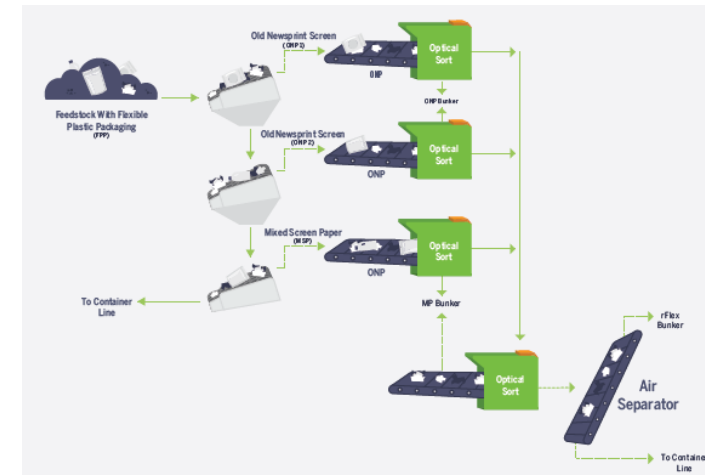 Old Newsprint Screen
(ONP1)
Optical
Sort
ONP
Feedstock With Flexible
Plastic Packaging
(FPP)
ONP Bunker
Old Newsprint Screen
(ONP2)
Optical
Sort
ONP
Mixed Screen Paper
(MSP)
Optical
Sort
ONP
To Container
Line
MP Bunker
rFlex
Bunker
Optical
Sort
Air
Separator
To Containe
Line